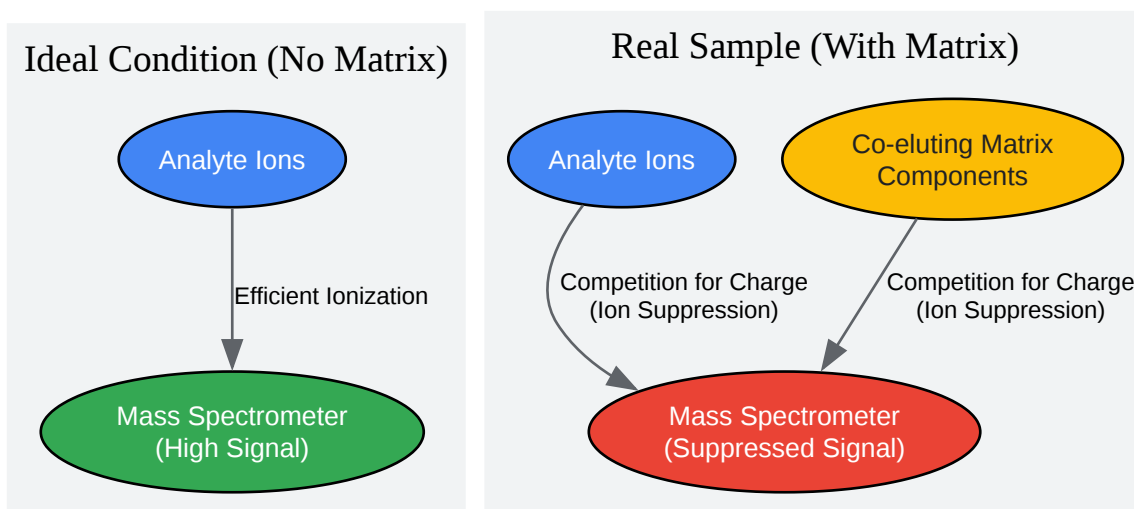 Ideal Condition (No Matrix)
Analyte Ions
Efficient Ionization
Mass Spectrometer
(High Signal)
Real Sample (With Matrix)
Analyte Ions
Co-eluting Matrix
Components
Competition for Charge
(Ion Suppression)
Competition for Charge
(Ion Suppression)
Mass Spectrometer
(Suppressed Signal)